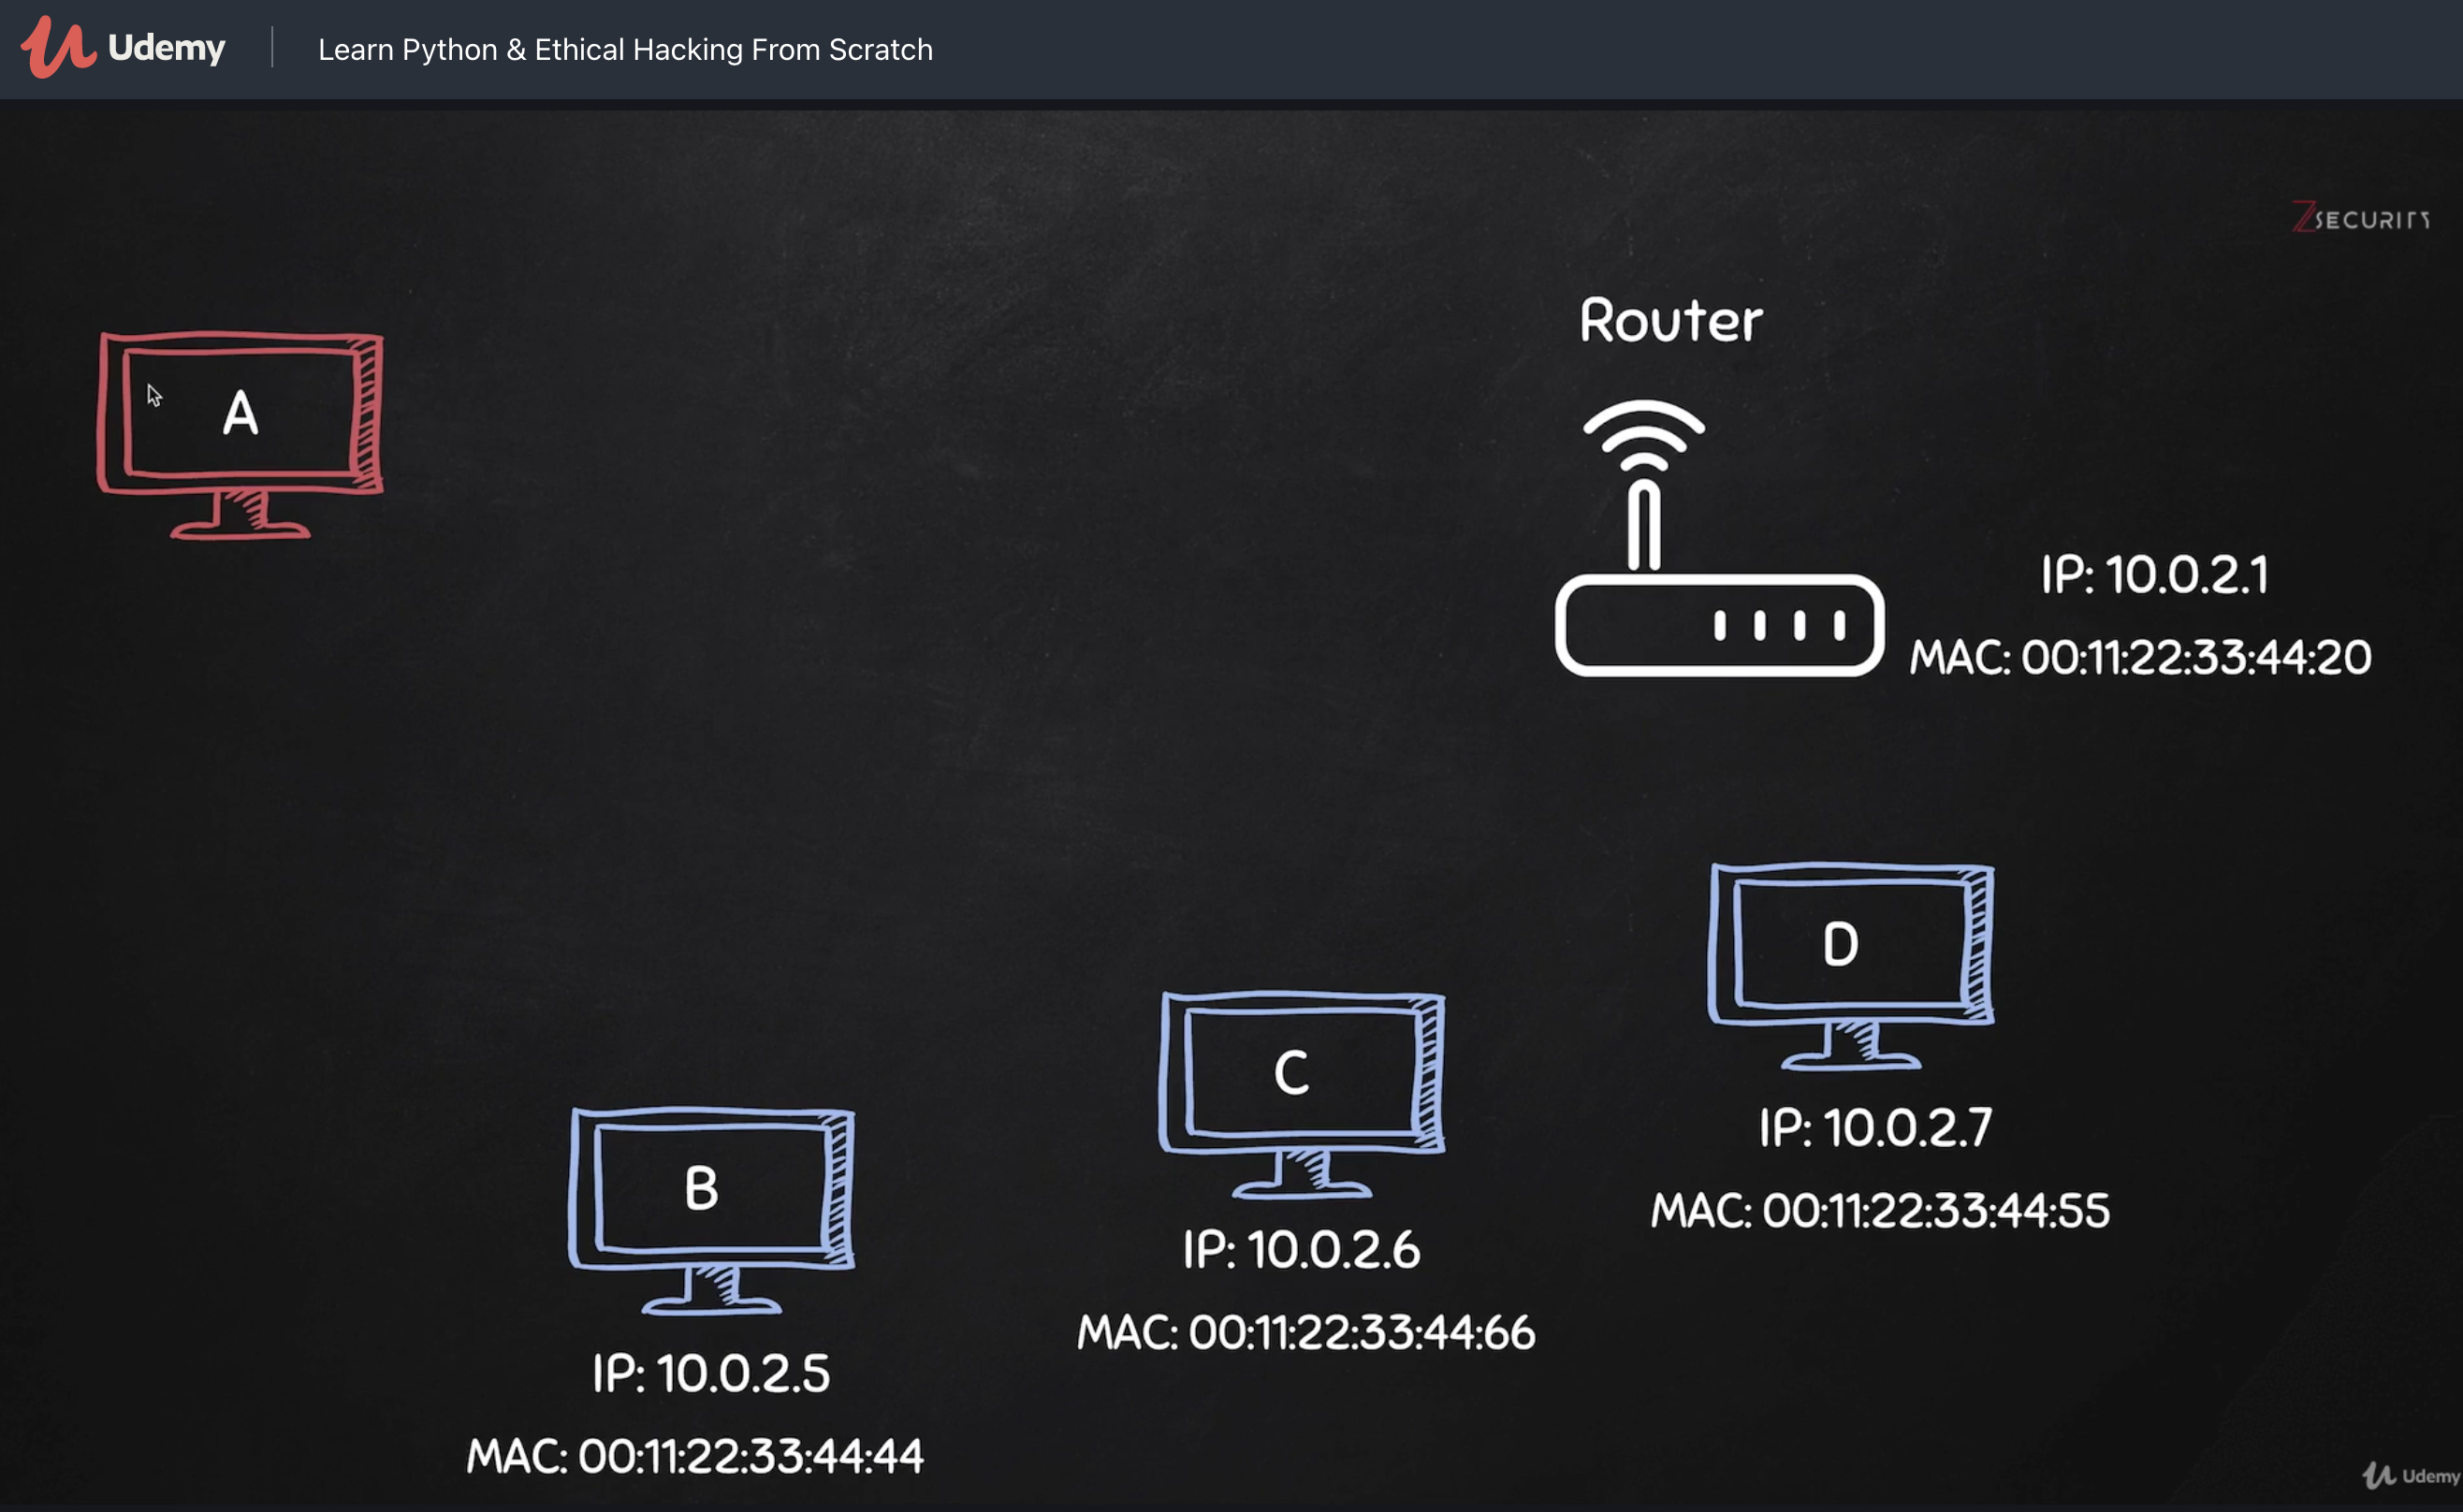 Udemy
Learn Python & Ethical Hacking From Scratch
ZSECURITY
Router
A
IP: 10.0.2.1
MAC: 00:11:22:33:44:20
D
IP: 10.0.2.7
MAC: 00:11:22:33:44:55
C
IP: 10.0.2.6
MAC: 00:11:22:33:44:66
B
IP: 10.0.2.5
MAC: 00:11:22:33:44:44
Udemy